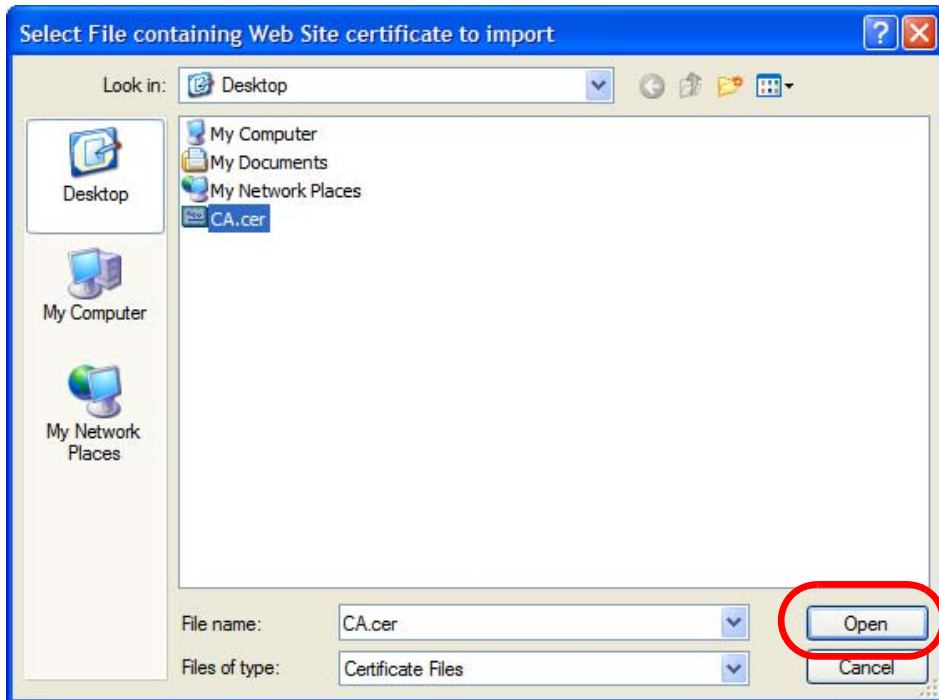 Select File containing Web Site certificate to import
Look in: Desktop
Desktop
My Computer
My Network
Places
My Computer
My Documents
My Network Places
CA.cer
File name: CA.cer Open
Files of type: Certificate Files Cancel